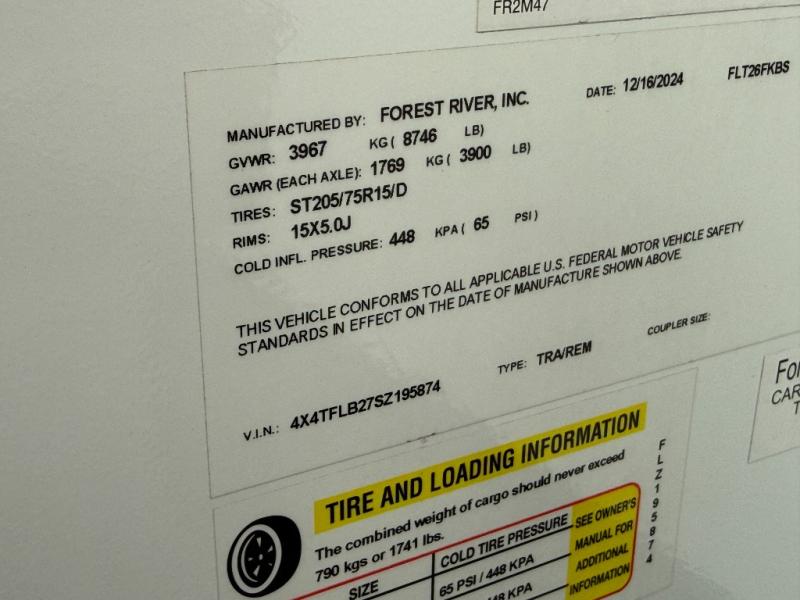 FR2M47
MANUFACTURED BY: FOREST RIVER, INC. DATE: 12/16/2024 FLT26FKBS
GVWR: 3967 KG ( 8746 LB)
GAWR (EACH AXLE): 1769 KG ( 3900 LB)
TIRES: ST205/75R15/D
RIMS: 15X5.0J
COLD INFL. PRESSURE: 448 KPA ( 65 PSI )
THIS VEHICLE CONFORMS TO ALL APPLICABLE U.S. FEDERAL MOTOR VEHICLE SAFETY
STANDARDS IN EFFECT ON THE DATE OF MANUFACTURE SHOWN ABOVE.
V.I.N.: 4X4TFLB27SZ195874 TYPE: TRA/REM COUPLER SIZE:
TIRE AND LOADING INFORMATION
The combined weight of cargo should never exceed
790 kgs or 1741 lbs.
SIZE COLD TIRE PRESSURE
65 PSI / 448 KPA
SEE OWNER'S
MANUAL FOR
ADDITIONAL
INFORMATION
F
L
Z
1
9
5
8
7
4
CAR